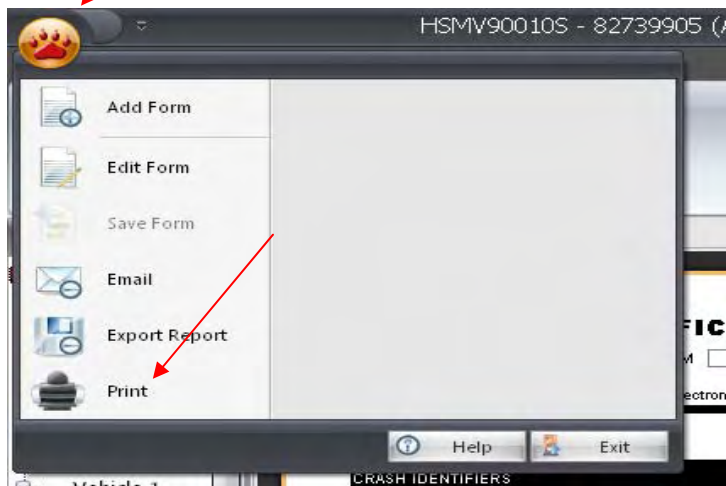 HSMV90010S - 82739905 (A
Add Form
Edit Form
Save Form
Email
Export Report
Print
FIC
M
ectron
Help
Exit
Vehicle 1
CRASH IDENTIFIERS